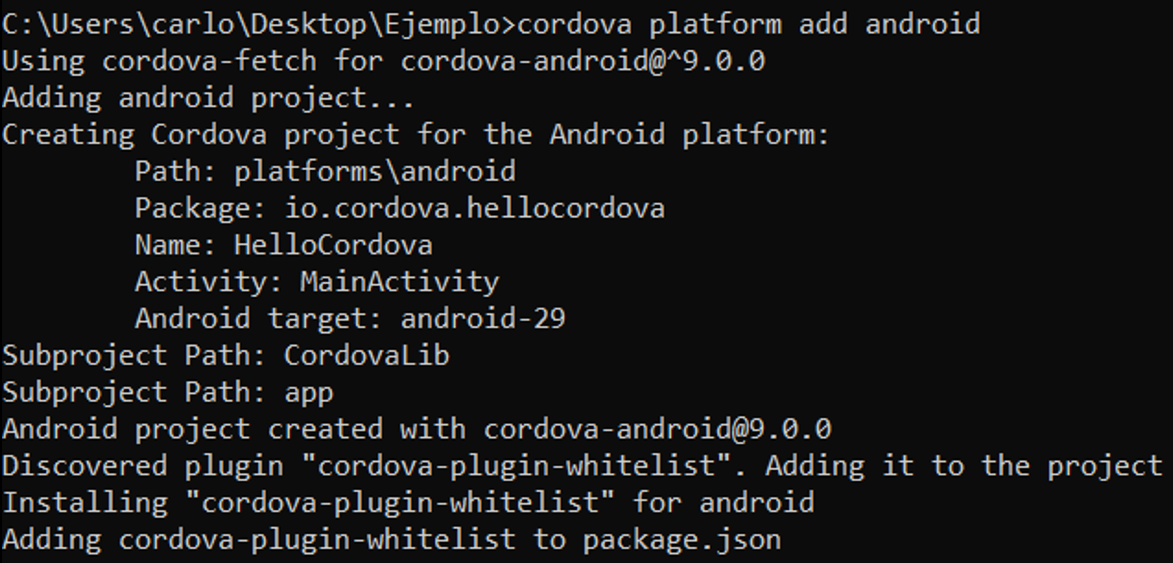 C:\Users\carlo\Desktop\Ejemplo>cordova platform add android
Using cordova-fetch for cordova-android@^9.0.0
Adding android project...
Creating Cordova project for the Android platform:
        Path: platforms\android
        Package: io.cordova.hellocordova
        Name: HelloCordova
        Activity: MainActivity
        Android target: android-29
Subproject Path: CordovaLib
Subproject Path: app
Android project created with cordova-android@9.0.0
Discovered plugin "cordova-plugin-whitelist". Adding it to the project
Installing "cordova-plugin-whitelist" for android
Adding cordova-plugin-whitelist to package.json